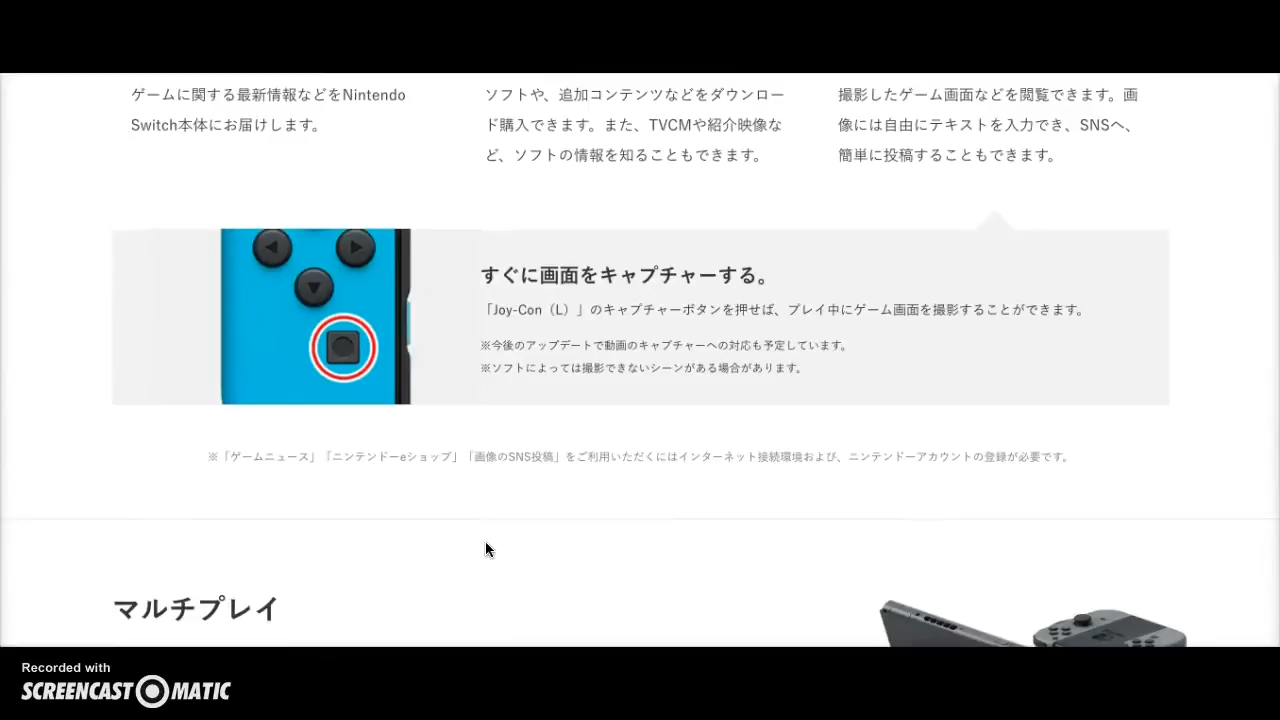 ゲームに関する最新情報などをNintendo
Switch本体にお届けします。
ソフトや、追加コンテンツなどをダウンロー
ド購入できます。また、TVCMや紹介映像な
ど、ソフトの情報を知ることもできます。
撮影したゲーム画面などを閲覧できます。画
像には自由にテキストを入力でき、SNSへ、
簡単に投稿することもできます。
すぐに画面をキャプチャーする。
「Joy-Con（L）」のキャプチャーボタンを押せば、プレイ中にゲーム画面を撮影することができます。
※今後のアップデートで動画のキャプチャーへの対応も予定しています。
※ソフトによっては撮影できないシーンがある場合があります。
※「ゲームニュース」「ニンテンドーeショップ」「画像のSNS投稿」をご利用いただくにはインターネット接続環境および、ニンテンドーアカウントの登録が必要です。
マルチプレイ
Recorded with
SCREENCAST MATIC